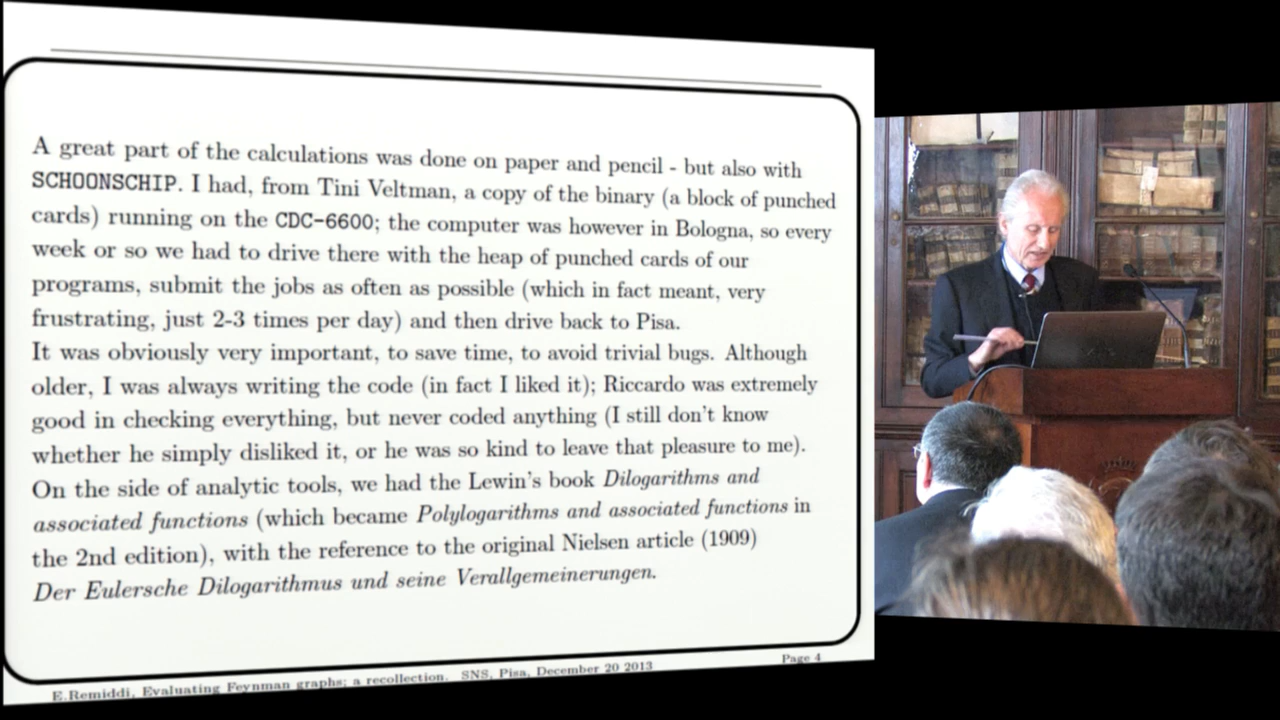 A great part of the calculations was done on paper and pencil - but also with
SCHOONSCHIP. I had, from Tini Veltman, a copy of the binary (a block of punched
cards) running on the CDC-6600; the computer was however in Bologna, so every
week or so we had to drive there with the heap of punched cards of our
programs, submit the jobs as often as possible (which in fact meant, very
frustrating, just 2-3 times per day) and then drive back to Pisa.
It was obviously very important, to save time, to avoid trivial bugs. Although
older, I was always writing the code (in fact I liked it); Riccardo was extremely
good in checking everything, but never coded anything (I still don't know
whether he simply disliked it, or he was so kind to leave that pleasure to me).
On the side of analytic tools, we had the Lewin's book Dilogarithms and
associated functions (which became Polylogarithms and associated functions in
the 2nd edition), with the reference to the original Nielsen article (1909)
Der Eulersche Dilogarithmus und seine Verallgemeinerungen.
E.Remiddi, Evaluating Feynman graphs; a recollection. SNS, Pisa, December 20 2013 Page 4